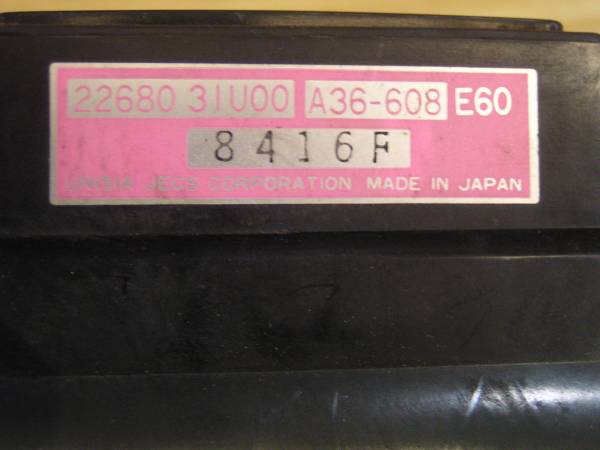 22680 31U00 A36-608 E60
8416F
UNISIA JECS CORPORATION MADE IN JAPAN